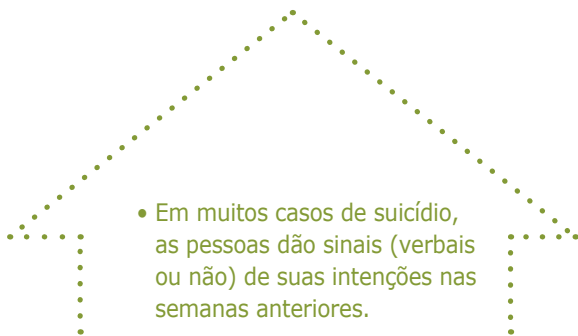 • Em muitos casos de suicídio,
as pessoas dão sinais (verbais
ou não) de suas intenções nas
semanas anteriores.